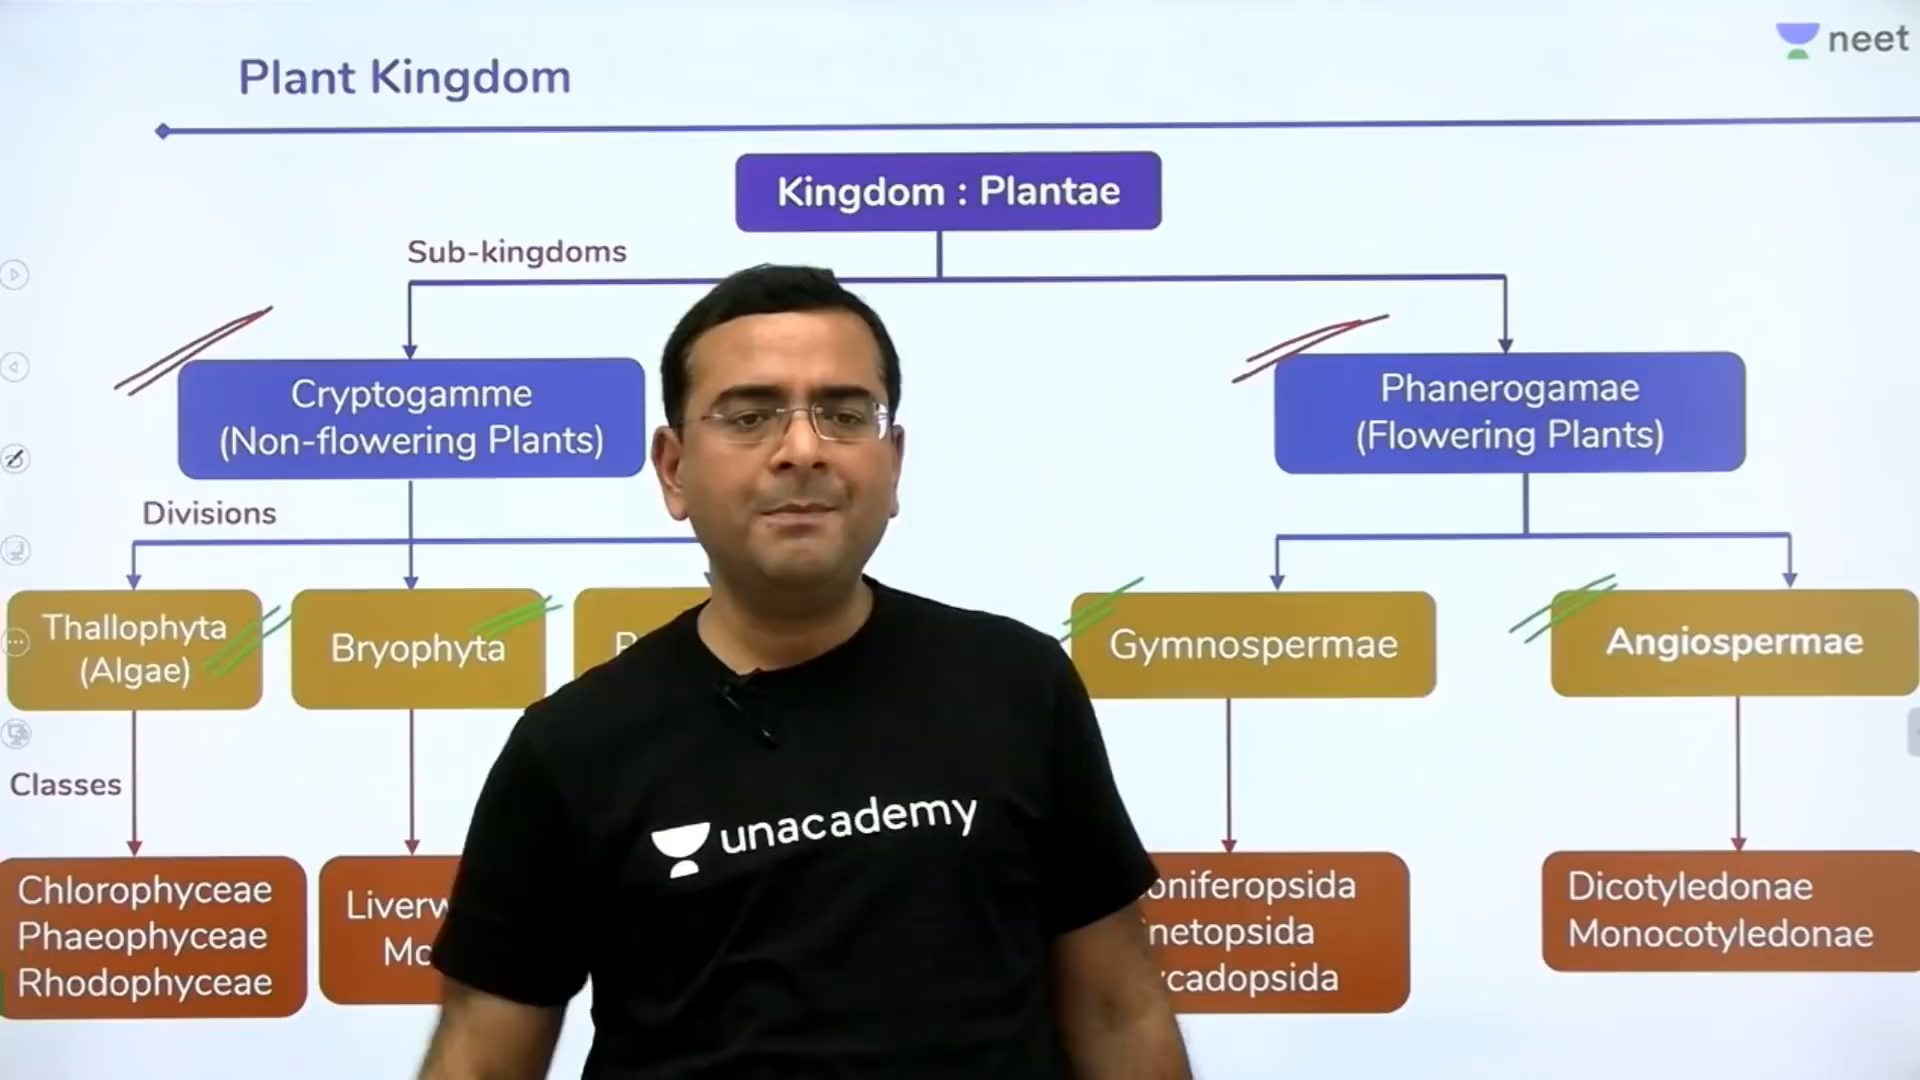 neet
Plant Kingdom
Kingdom : Plantae
Sub-kingdoms
Cryptogamme
(Non-flowering Plants)
Phanerogamae
(Flowering Plants)
Divisions
Thallophyta
(Algae)
Bryophyta
Gymnospermae
Angiospermae
Classes
Chlorophyceae
Phaeophyceae
Rhodophyceae
Dicotyledonae
Monocotyledonae
unacademy